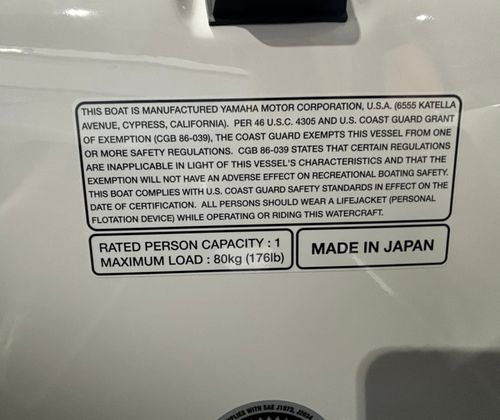 THIS BOAT IS MANUFACTURED YAMAHA MOTOR CORPORATION, U.S.A. (6555 KATELLA
AVENUE, CYPRESS, CALIFORNIA). PER 46 U.S.C. 4305 AND U.S. COAST GUARD GRANT
OF EXEMPTION (CGB 86-039), THE COAST GUARD EXEMPTS THIS VESSEL FROM ONE
OR MORE SAFETY REGULATIONS. CGB 86-039 STATES THAT CERTAIN REGULATIONS
ARE INAPPLICABLE IN LIGHT OF THIS VESSEL'S CHARACTERISTICS AND THAT THE
EXEMPTION WILL NOT HAVE AN ADVERSE EFFECT ON RECREATIONAL BOATING SAFETY.
THIS BOAT COMPLIES WITH U.S. COAST GUARD SAFETY STANDARDS IN EFFECT ON THE
DATE OF CERTIFICATION. ALL PERSONS SHOULD WEAR A LIFEJACKET (PERSONAL
FLOTATION DEVICE) WHILE OPERATING OR RIDING THIS WATERCRAFT.
RATED PERSON CAPACITY : 1
MAXIMUM LOAD : 80kg (176lb)
MADE IN JAPAN
WITH SAE J1973,